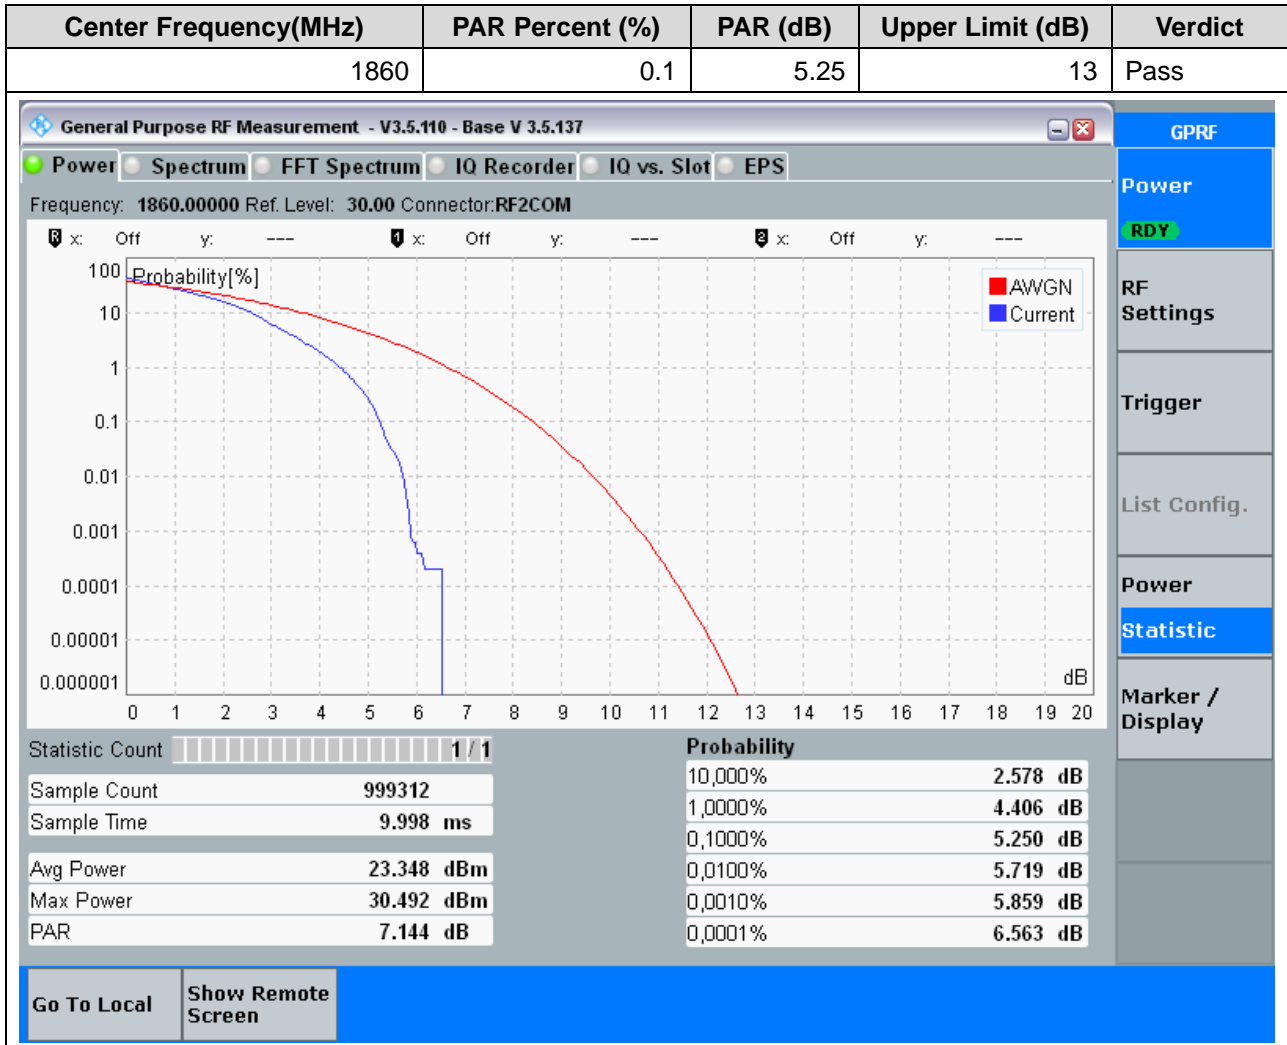 Center Frequency(MHz) PAR Percent (%) PAR (dB) Upper Limit (dB) Verdict
1860 0.1 5.25 13 Pass
General Purpose RF Measurement - V3.5.110 - Base V 3.5.137
GPRF
Power Spectrum FFT Spectrum IQ Recorder IQ vs. Slot EPS
Power
RDY
Frequency: 1860.00000 Ref. Level: 30.00 Connector:RF2COM
R x: Off y: --- 1 x: Off y: --- 2 x: Off y: ---
100 Probability[%]
AWGN
Current
10
1
0.1
0.01
0.001
0.0001
0.00001
0.000001
dB
0 1 2 3 4 5 6 7 8 9 10 11 12 13 14 15 16 17 18 19 20
RF
Settings
Trigger
List Config.
Power
Statistic
Marker /
Display
Statistic Count 1 / 1
Sample Count 999312
Sample Time 9.998 ms
Avg Power 23.348 dBm
Max Power 30.492 dBm
PAR 7.144 dB
Probability
10,000% 2.578 dB
1,0000% 4.406 dB
0,1000% 5.250 dB
0,0100% 5.719 dB
0,0010% 5.859 dB
0,0001% 6.563 dB
Go To Local
Show Remote
Screen